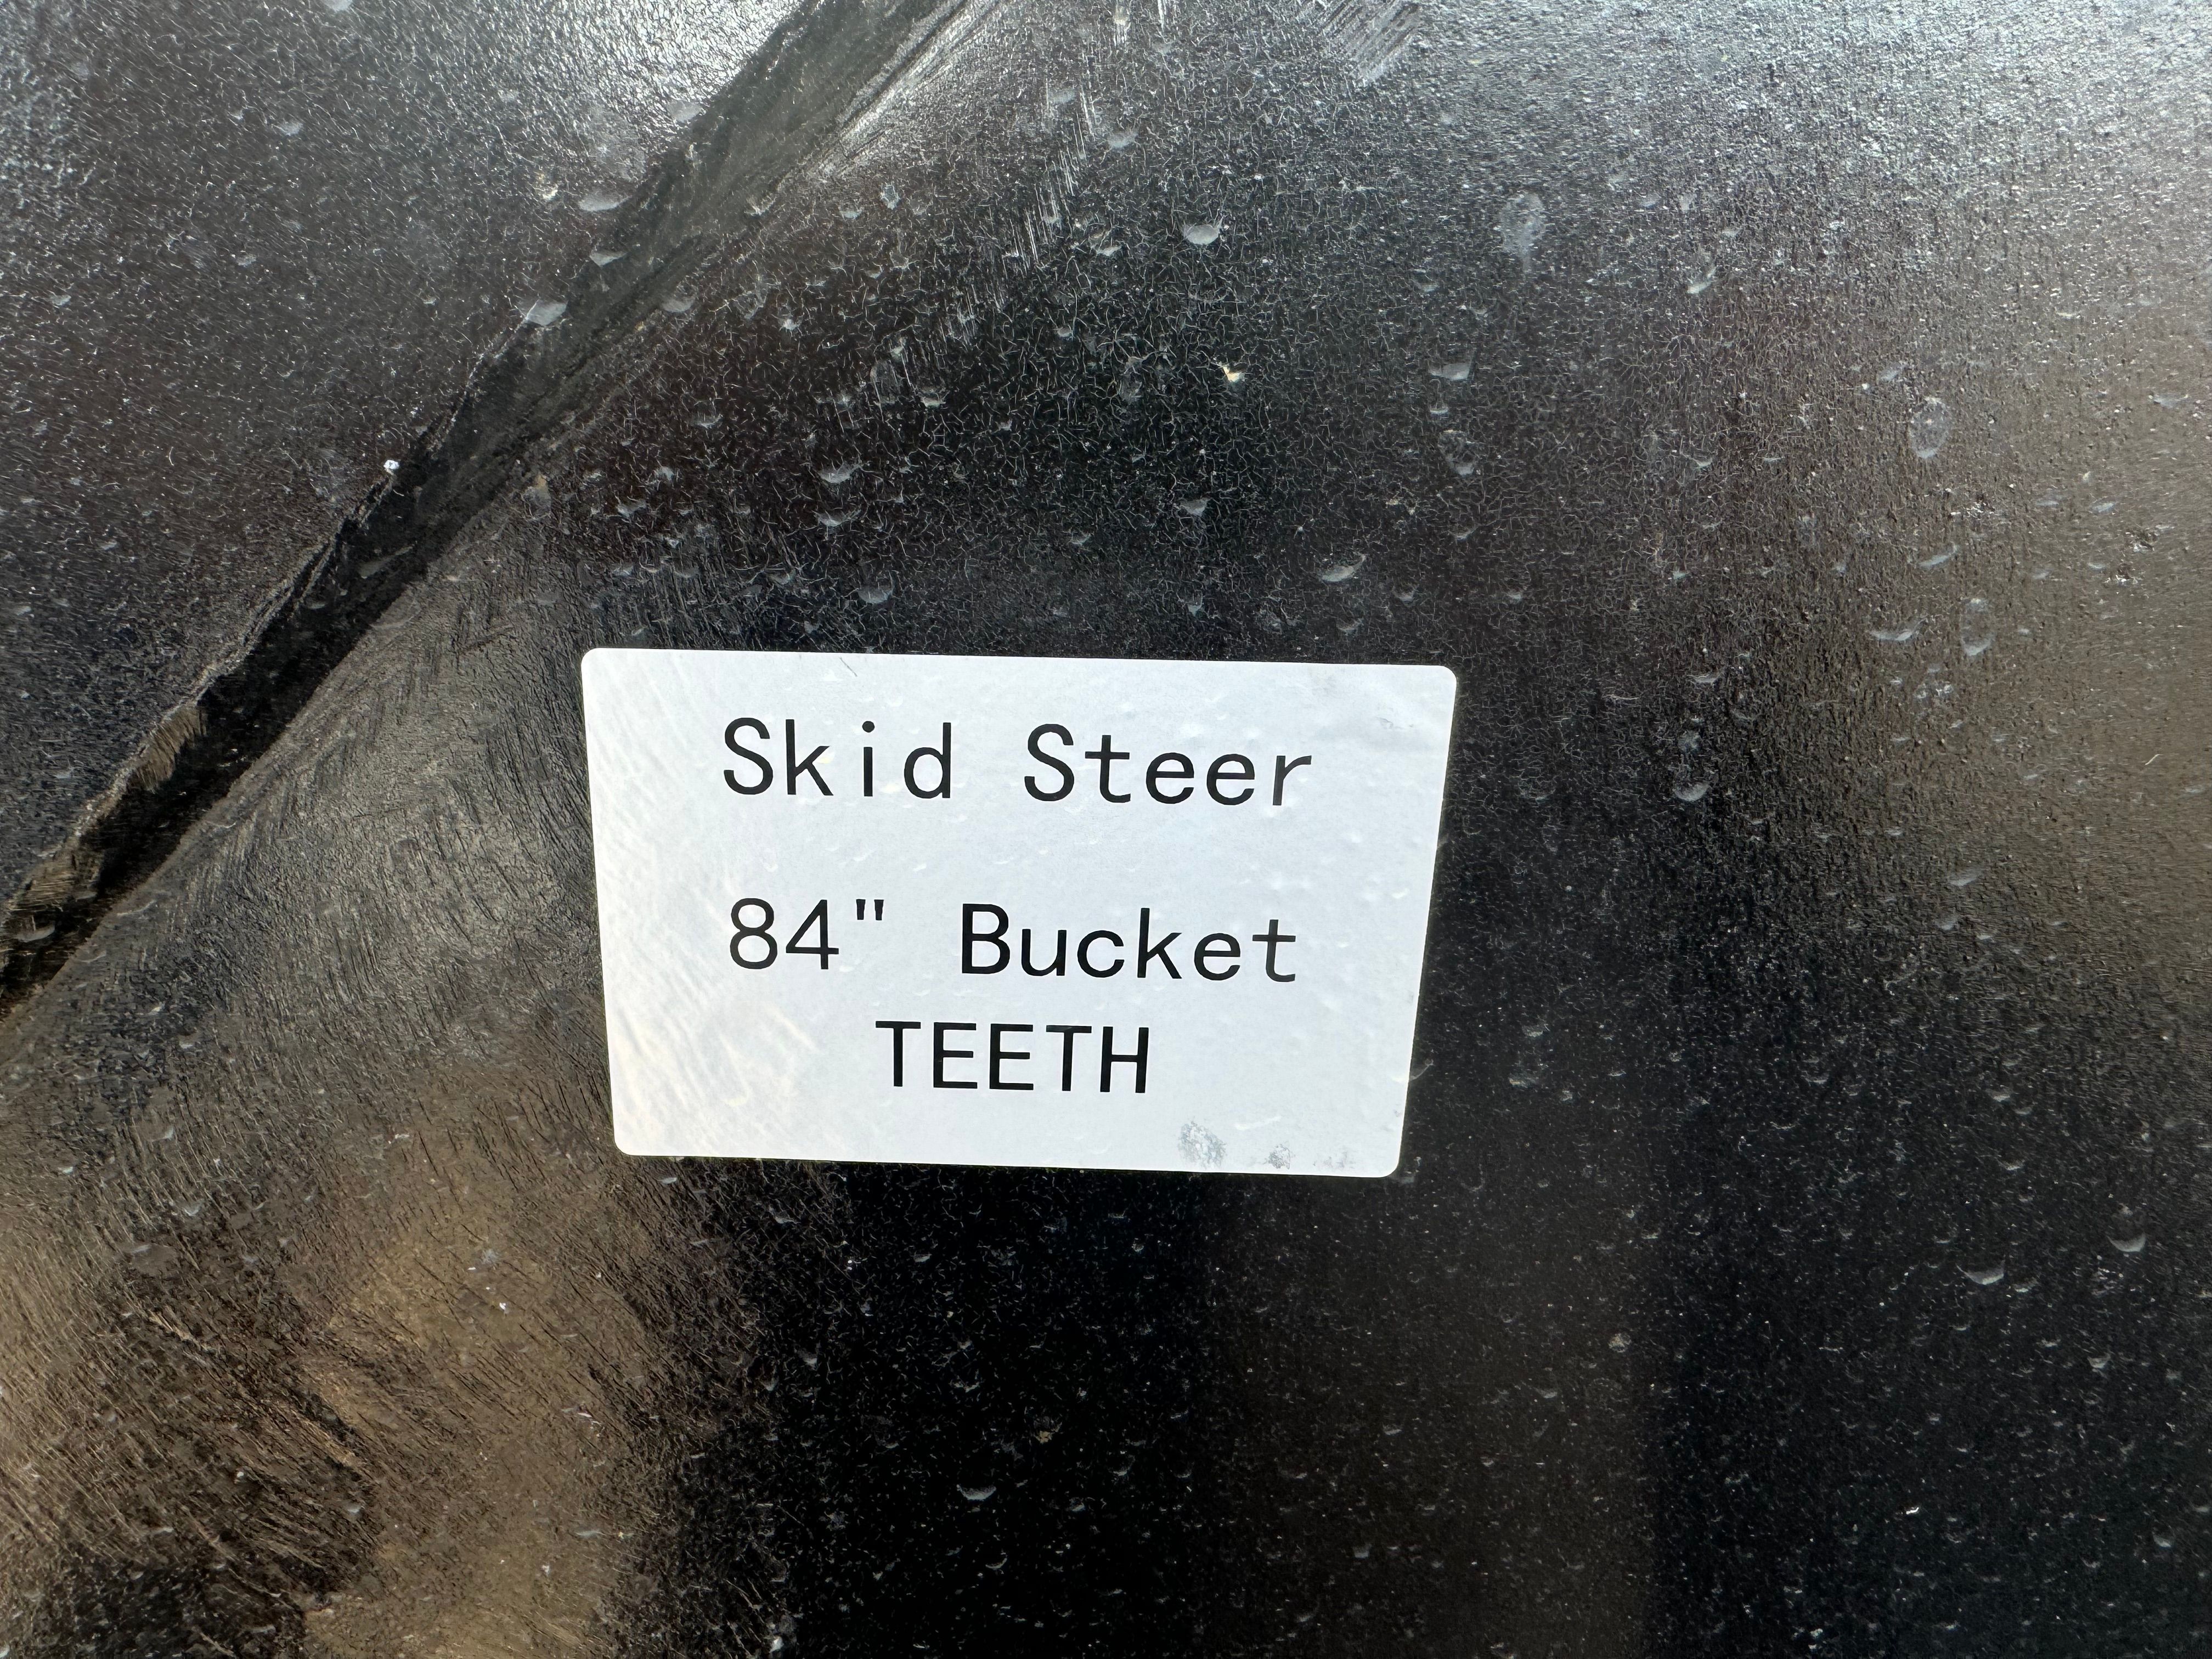 Skid Steer
84" Bucket
TEETH